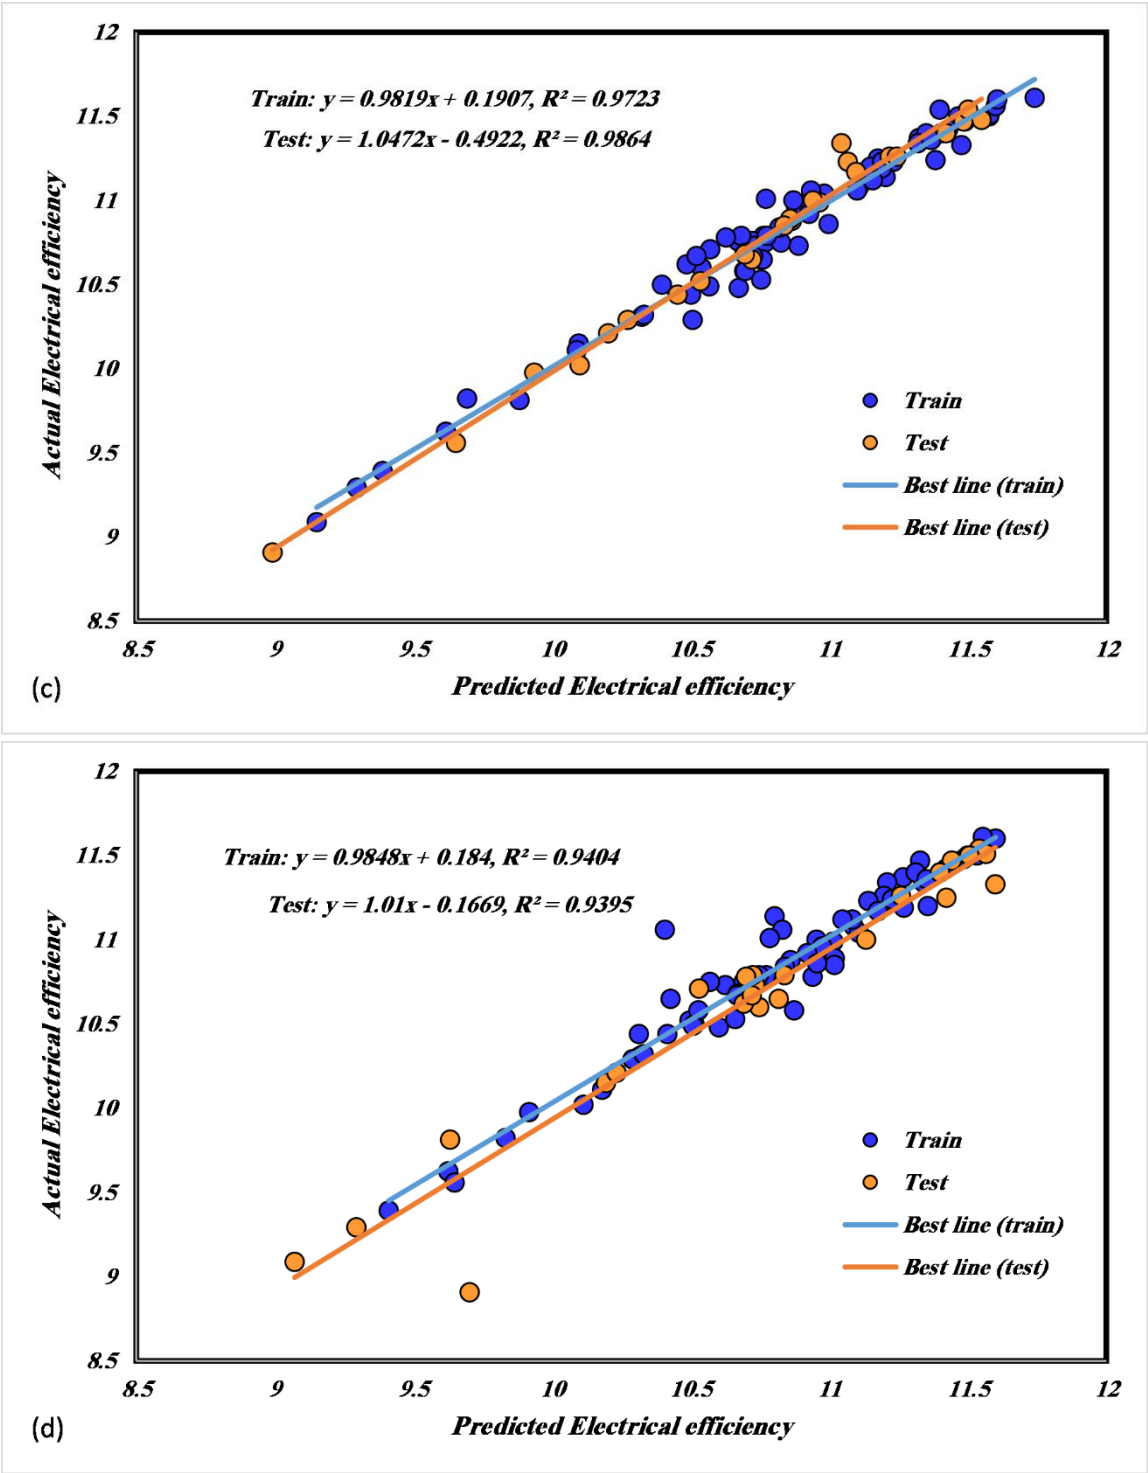 12
Train: y = 0.9819x + 0.1907, R² = 0.9723
11.5
Test: y = 1.0472x - 0.4922, R² = 0.9864
11
10.5
10
9.5
9
8.5
Actual Electrical efficiency
Train
Test
Best line (train)
Best line (test)
8.5 9 9.5 10 10.5 11 11.5 12
Predicted Electrical efficiency
(c)
12
Train: y = 0.9848x + 0.184, R² = 0.9404
11.5
Test: y = 1.01x - 0.1669, R² = 0.9395
11
10.5
10
9.5
9
8.5
Actual Electrical efficiency
Train
Test
Best line (train)
Best line (test)
8.5 9 9.5 10 10.5 11 11.5 12
Predicted Electrical efficiency
(d)